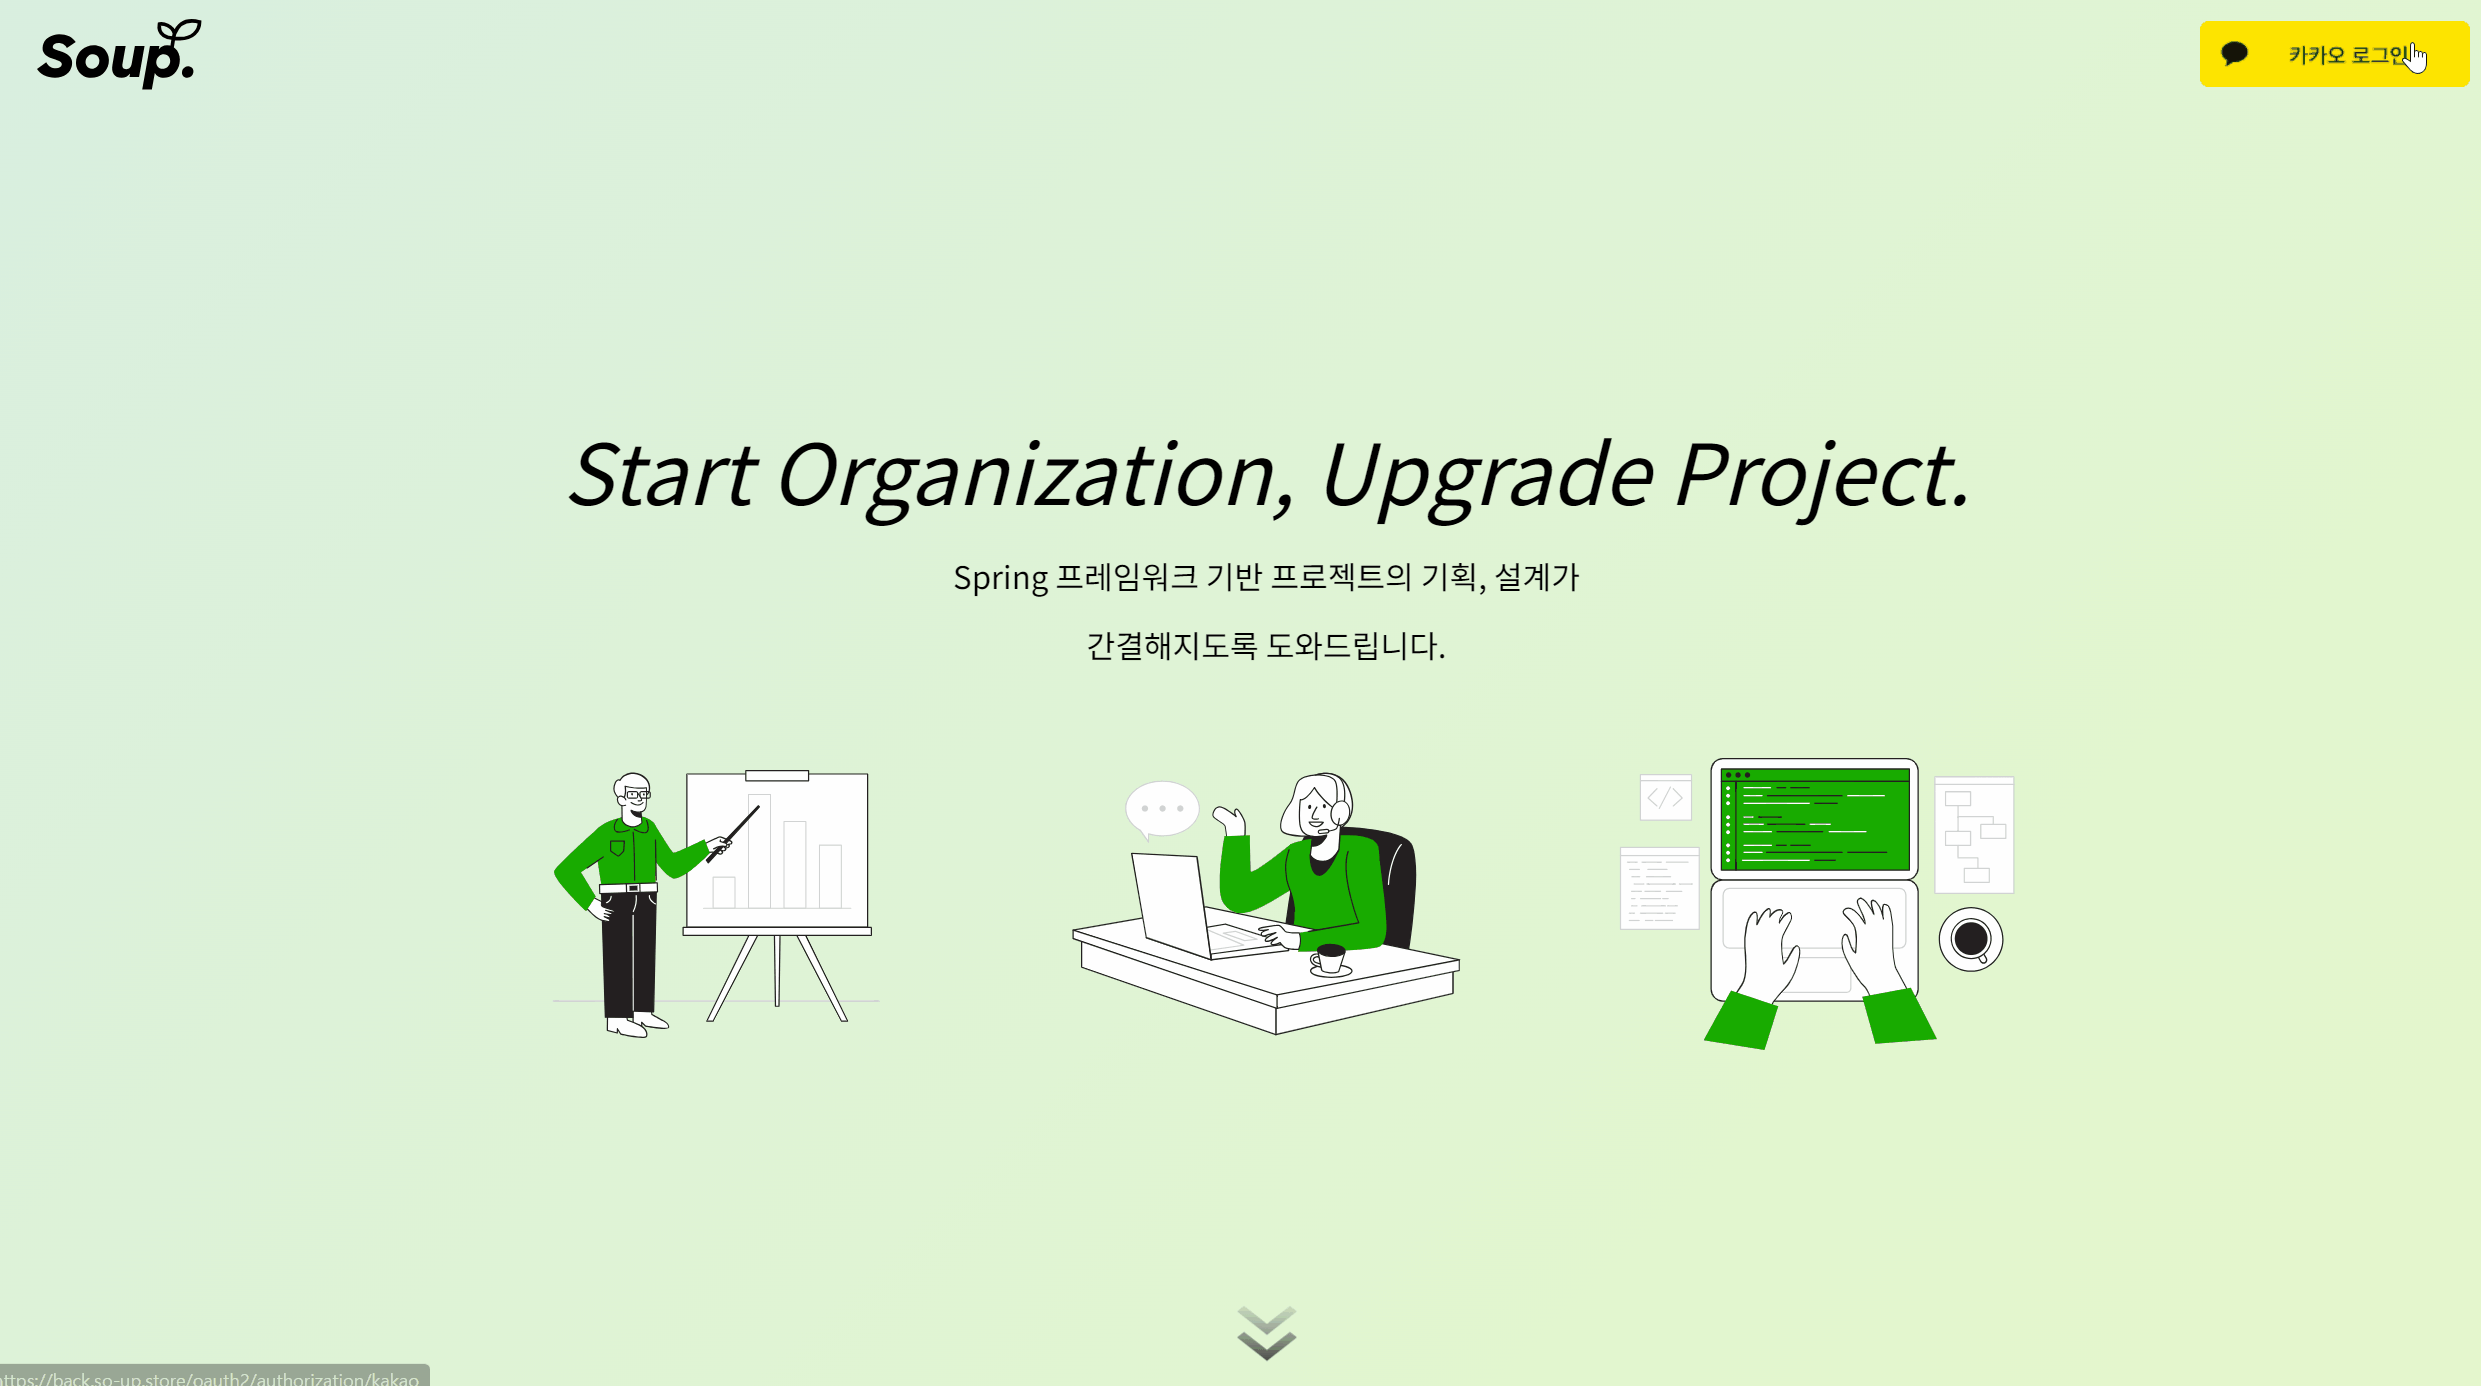 Soup.
카카오 로그인
Start Organization, Upgrade Project.
Spring 프레임워크 기반 프로젝트의 기획, 설계가
간결해지도록 도와드립니다.
</>
https://back.so-up.store/oauth2/authorization/kakao